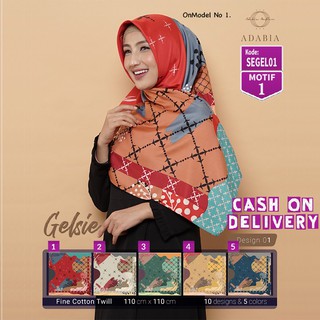 OnModel No 1.
ADABIA
Kode:
SEGEL01
MOTIF
1
Gelsie
CASH ON
DELIVERY
Design 01
1 2 3 4 5
Fine Cotton Twill 110 cm x 110 cm 10 designs & 5 colors